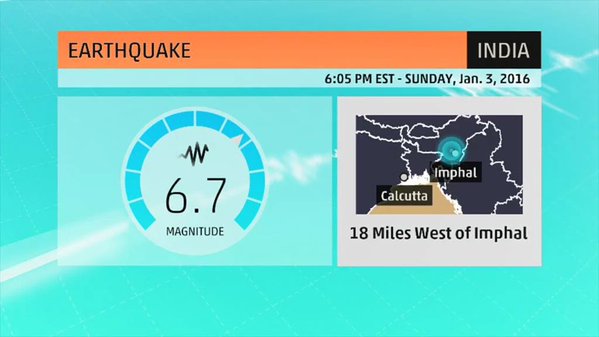 EARTHQUAKE
INDIA
6:05 PM EST - SUNDAY, Jan. 3, 2016
6.7
MAGNITUDE
Imphal
Calcutta
18 Miles West of Imphal